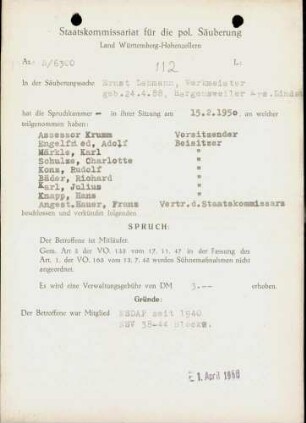 Staatskommissariat für die pol. Säuberung
Land Württemberg-Hohenzollern
Az: 8/6300 L:
112
In der Säuberungssache Ernst Lehmann, Werkmeister
geb.24.4.88, Hergensweiler Krs.Lindau
hat die Spruchkammer – in ihrer Sitzung am 15.2.1950, an welcher
teilgenommen haben:
Assessor Krumm Vorsitzender
Engelfried, Adolf Beisitzer
Märkle, Karl "
Schulze, Charlotte "
Konz, Rudolf "
Bäder, Richard "
Karl, Julius "
Knapp, Hans "
Angest. Bauer, Franz Vertr.d.Staatskommissars
beschlossen und verkündet folgenden
SPRUCH:
Der Betroffene ist Mitläufer.
Gem. Art 2 der VO. 133 vom 17. 11. 47 in der Fassung des
Art. 1. der VO. 165 vom 13. 7. 48 werden Sühnemaßnahmen nicht
angeordnet.
Es wird eine Verwaltungsgebühr von DM 3.-- erhoben.
Gründe:
Der Betroffene war Mitglied NSDAP seit 1940
NSV 38-44 Blockw.
1. April 1950